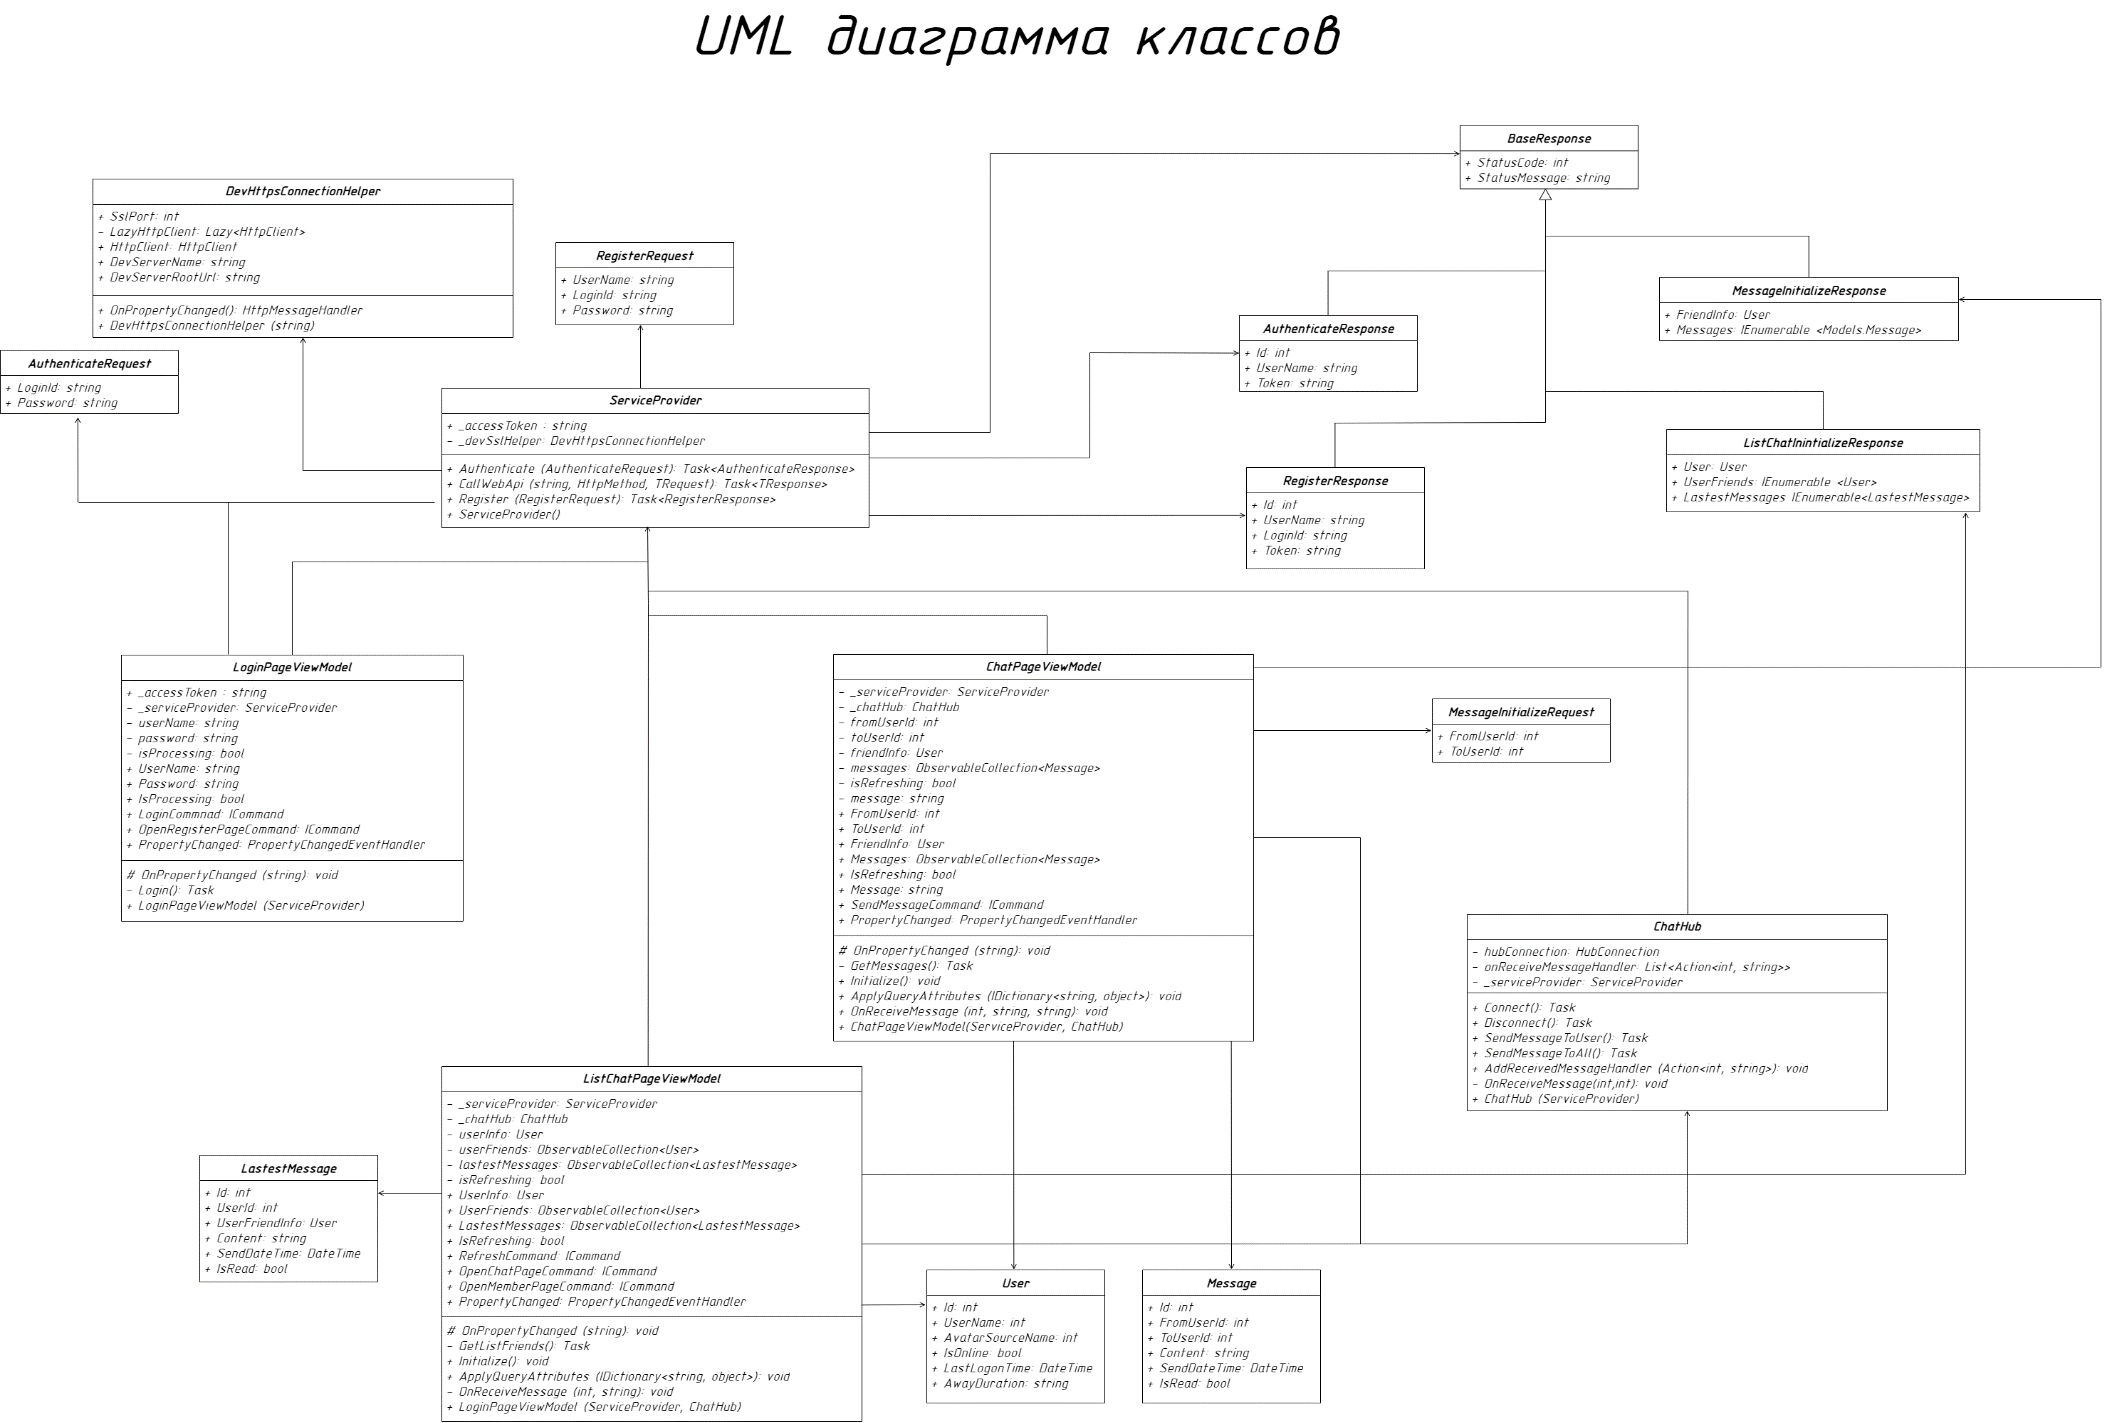 UML диаграмма классов
BaseResponse
+ StatusCode: int
+ StatusMessage: string
DevHttpsConnectionHelper
+ SslPort: int
- LazyHttpClient: Lazy<HttpClient>
+ HttpClient: HttpClient
+ DevServerName: string
+ DevServerRootUrl: string
+ OnPropertyChanged(): HttpMessageHandler
+ DevHttpsConnectionHelper (string)
RegisterRequest
+ UserName: string
+ LoginId: string
+ Password: string
MessageInitializeResponse
+ FriendInfo: User
+ Messages: IEnumerable <Models.Message>
AuthenticateResponse
+ Id: int
+ UserName: string
+ Token: string
AuthenticateRequest
+ LoginId: string
+ Password: string
ServiceProvider
+ _accessToken : string
- _devSslHelper: DevHttpsConnectionHelper
+ Authenticate (AuthenticateRequest): Task<AuthenticateResponse>
+ CallWebApi (string, HttpMethod, TRequest): Task<TResponse>
+ Register (RegisterRequest): Task<RegisterResponse>
+ ServiceProvider()
ListChatInintializeResponse
+ User: User
+ UserFriends: IEnumerable <User>
+ LastestMessages IEnumerable<LastestMessage>
RegisterResponse
+ Id: int
+ UserName: string
+ LoginId: string
+ Token: string
LoginPageViewModel
+ _accessToken : string
- _serviceProvider: ServiceProvider
- userName: string
- password: string
- isProcessing: bool
+ UserName: string
+ Password: string
+ IsProcessing: bool
+ LoginCommnad: ICommand
+ OpenRegisterPageCommand: ICommand
+ PropertyChanged: PropertyChangedEventHandler
# OnPropertyChanged (string): void
- Login(): Task
+ LoginPageViewModel (ServiceProvider)
ChatPageViewModel
- _serviceProvider: ServiceProvider
- _chatHub: ChatHub
- fromUserId: int
- toUserId: int
- friendInfo: User
- messages: ObservableCollection<Message>
- isRefreshing: bool
- message: string
+ FromUserId: int
+ ToUserId: int
+ FriendInfo: User
+ Messages: ObservableCollection<Message>
+ IsRefreshing: bool
+ Message: string
+ SendMessageCommand: ICommand
+ PropertyChanged: PropertyChangedEventHandler
# OnPropertyChanged (string): void
- GetMessages(): Task
+ Initialize(): void
+ ApplyQueryAttributes (IDictionary<string, object>): void
+ OnReceiveMessage (int, string, string): void
+ ChatPageViewModel(ServiceProvider, ChatHub)
MessageInitializeRequest
+ FromUserId: int
+ ToUserId: int
ChatHub
- hubConnection: HubConnection
- onReceiveMessageHandler: List<Action<int, string>>
- _serviceProvider: ServiceProvider
+ Connect(): Task
+ Disconnect(): Task
+ SendMessageToUser(): Task
+ SendMessageToAll(): Task
+ AddReceivedMessageHandler (Action<int, string>): void
- OnReceiveMessage(int,int): void
+ ChatHub (ServiceProvider)
ListChatPageViewModel
- _serviceProvider: ServiceProvider
- _chatHub: ChatHub
- userInfo: User
- userFriends: ObservableCollection<User>
- lastestMessages: ObservableCollection<LastestMessage>
- isRefreshing: bool
+ UserInfo: User
+ UserFriends: ObservableCollection<User>
+ LastestMessages: ObservableCollection<LastestMessage>
+ IsRefreshing: bool
+ RefreshCommand: ICommand
+ OpenChatPageCommand: ICommand
+ OpenMemberPageCommand: ICommand
+ PropertyChanged: PropertyChangedEventHandler
# OnPropertyChanged (string): void
- GetListFriends(): Task
+ Initialize(): void
+ ApplyQueryAttributes (IDictionary<string, object>): void
- OnReceiveMessage (int, string): void
+ LoginPageViewModel (ServiceProvider, ChatHub)
LastestMessage
+ Id: int
+ UserId: int
+ UserFriendInfo: User
+ Content: string
+ SendDateTime: DateTime
+ IsRead: bool
User
+ Id: int
+ UserName: int
+ AvatarSourceName: int
+ IsOnline: bool
+ LastLogonTime: DateTime
+ AwayDuration: string
Message
+ Id: int
+ FromUserId: int
+ ToUserId: int
+ Content: string
+ SendDateTime: DateTime
+ IsRead: bool